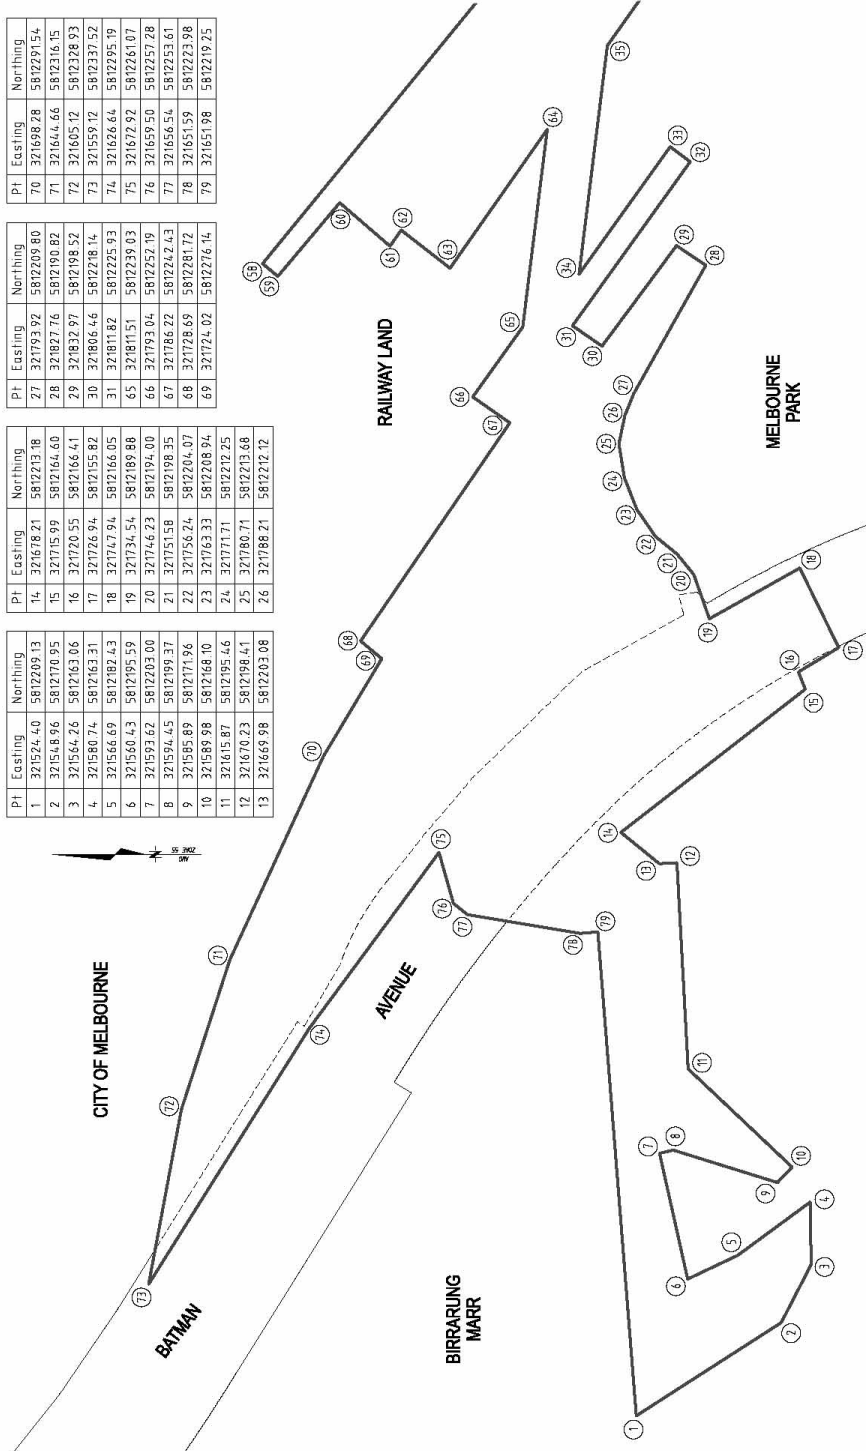 Pt Easting Northing
1 321524.40 5812209.13
2 321548.96 5812170.95
3 321564.26 5812163.06
4 321580.74 5812163.31
5 321566.69 5812182.43
6 321560.43 5812195.59
7 321593.62 5812203.00
8 321594.45 5812199.37
9 321585.89 5812171.96
10 321589.98 5812168.10
11 321615.87 5812195.46
12 321670.23 5812198.41
13 321669.98 5812203.08
Pt Easting Northing
14 321678.21 5812213.18
15 321715.99 5812164.60
16 321720.55 5812166.41
17 321726.94 5812155.82
18 321747.94 5812166.05
19 321734.54 5812189.88
20 321746.23 5812194.00
21 321751.58 5812198.35
22 321756.24 5812204.07
23 321763.33 5812208.94
24 321771.71 5812212.25
25 321780.71 5812213.68
26 321788.21 5812212.12
Pt Easting Northing
27 321793.92 5812209.80
28 321827.76 5812190.82
29 321832.97 5812198.52
30 321806.46 5812218.14
31 321811.82 5812225.93
65 321811.51 5812239.03
66 321793.04 5812252.19
67 321786.22 5812242.43
68 321728.69 5812281.72
69 321724.02 5812276.14
Pt Easting Northing
70 321698.28 5812291.54
71 321644.66 5812316.15
72 321605.12 5812328.93
73 321559.12 5812337.52
74 321626.64 5812295.19
75 321672.92 5812261.07
76 321659.50 5812257.28
77 321656.54 5812253.61
78 321651.59 5812223.98
79 321651.98 5812219.25
AMG
ZONE 55
CITY OF MELBOURNE
RAILWAY LAND
BATMAN
AVENUE
BIRRARUNG
MARR
MELBOURNE
PARK
1
2
3
4
5
6
7
8
9
10
11
12
13
14
15
16
17
18
19
20
21
22
23
24
25
26
27
28
29
30
31
32
33
34
35
58
59
60
61
62
63
64
65
66
67
68
69
70
71
72
73
74
75
76
77
78
79